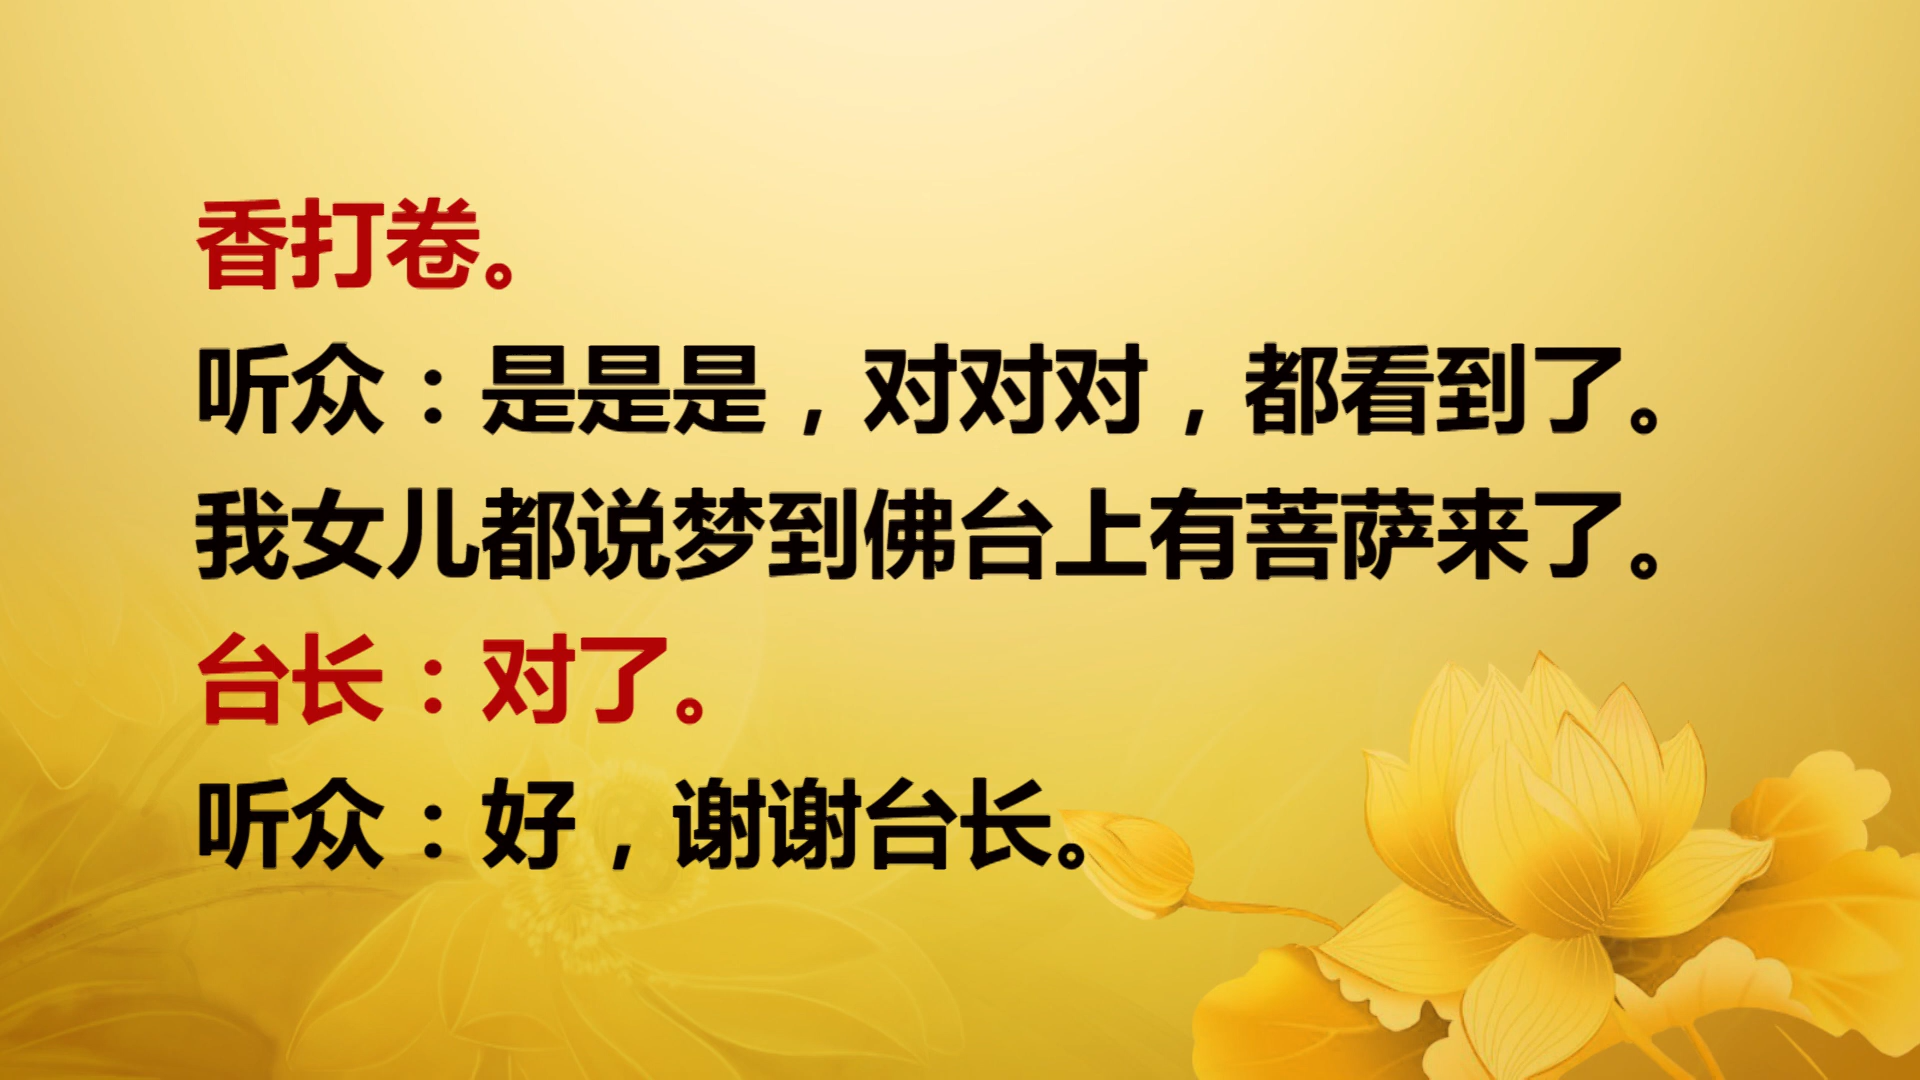 香打卷。
听众：是是是，对对对，都看到了。
我女儿都说梦到佛台上有菩萨来了。
台长：对了。
听众：好，谢谢台长。